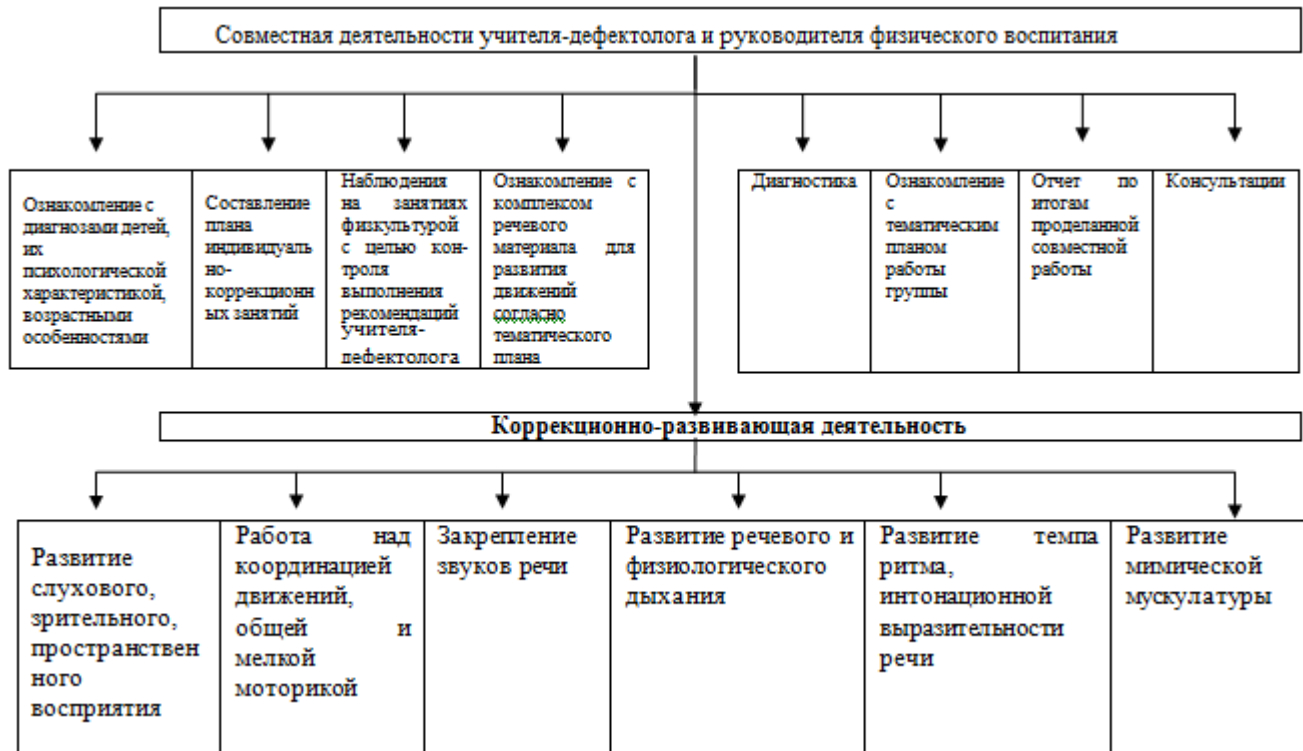 Совместная деятельности учителя-дефектолога и руководителя физического воспитания
Ознакомление с
диагнозами детей,
их
психологической
характеристикой,
возрастными
особенностями
Составление
плана
индивидуаль
но-
коррекционн
ых занятий
Наблюдения
на занятиях
физкультурой
с целью кон-
троля
выполнения
рекомендаций
учителя-
дефектолога
Ознакомление с
комплексом
речевого
материала для
развития
движений
согласно
тематического
плана
Диагностика
Ознакомление
с
тематическим
планом
работы
группы
Отчет по
итогам
проделанной
совместной
работы
Консультации
Коррекционно-развивающая деятельность
Развитие
слухового,
зрительного,
пространствен
ного
восприятия
Работа над
координацией
движений,
общей и
мелкой
моторикой
Закрепление
звуков речи
Развитие речевого и
физиологического
дыхания
Развитие темпа
ритма,
интонационной
выразительности
речи
Развитие
мимической
мускулатуры